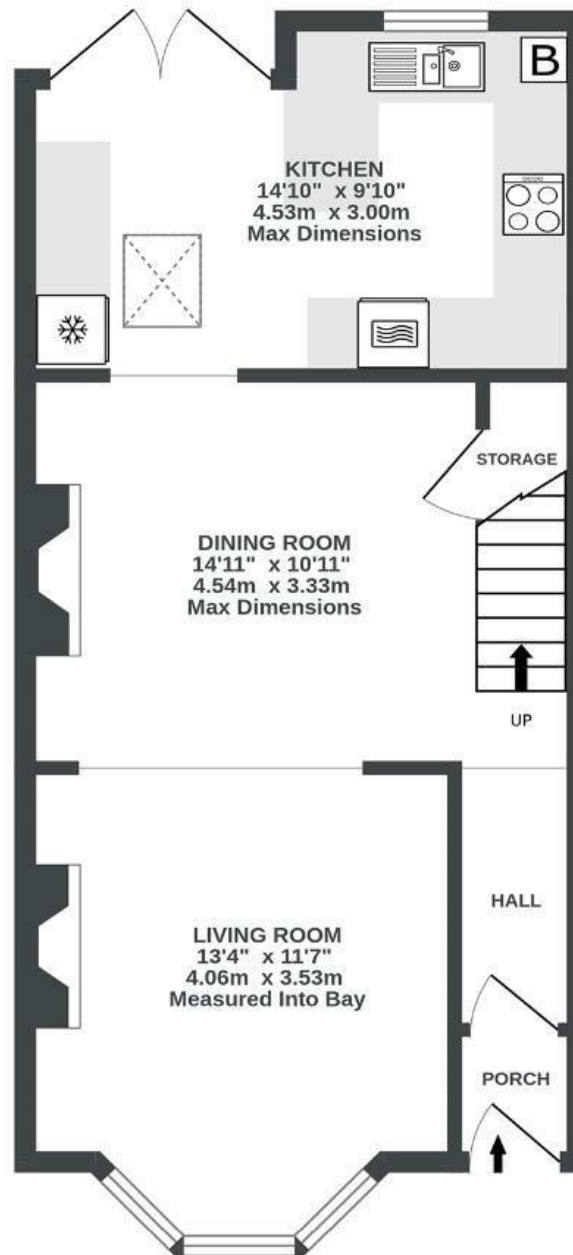 B
KITCHEN
14'10" x 9'10"
4.53m x 3.00m
Max Dimensions
STORAGE
DINING ROOM
14'11" x 10'11"
4.54m x 3.33m
Max Dimensions
UP
HALL
LIVING ROOM
13'4" x 11'7"
4.06m x 3.53m
Measured Into Bay
PORCH